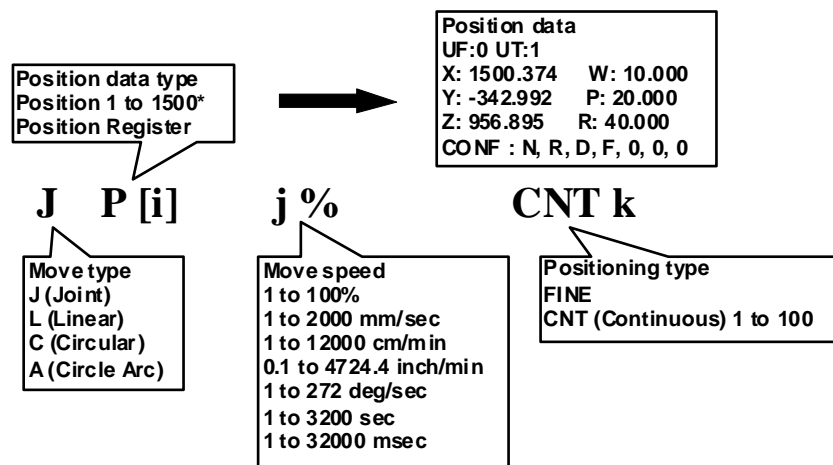 Position data
UF:0 UT:1
X: 1500.374 W: 10.000
Y: -342.992 P: 20.000
Z: 956.895 R: 40.000
CONF : N, R, D, F, 0, 0, 0
Position data type
Position 1 to 1500*
Position Register
J P [i] j % CNT k
Move type
J (Joint)
L (Linear)
C (Circular)
A (Circle Arc)
Move speed
1 to 100%
1 to 2000 mm/sec
1 to 12000 cm/min
0.1 to 4724.4 inch/min
1 to 272 deg/sec
1 to 3200 sec
1 to 32000 msec
Positioning type
FINE
CNT (Continuous) 1 to 100